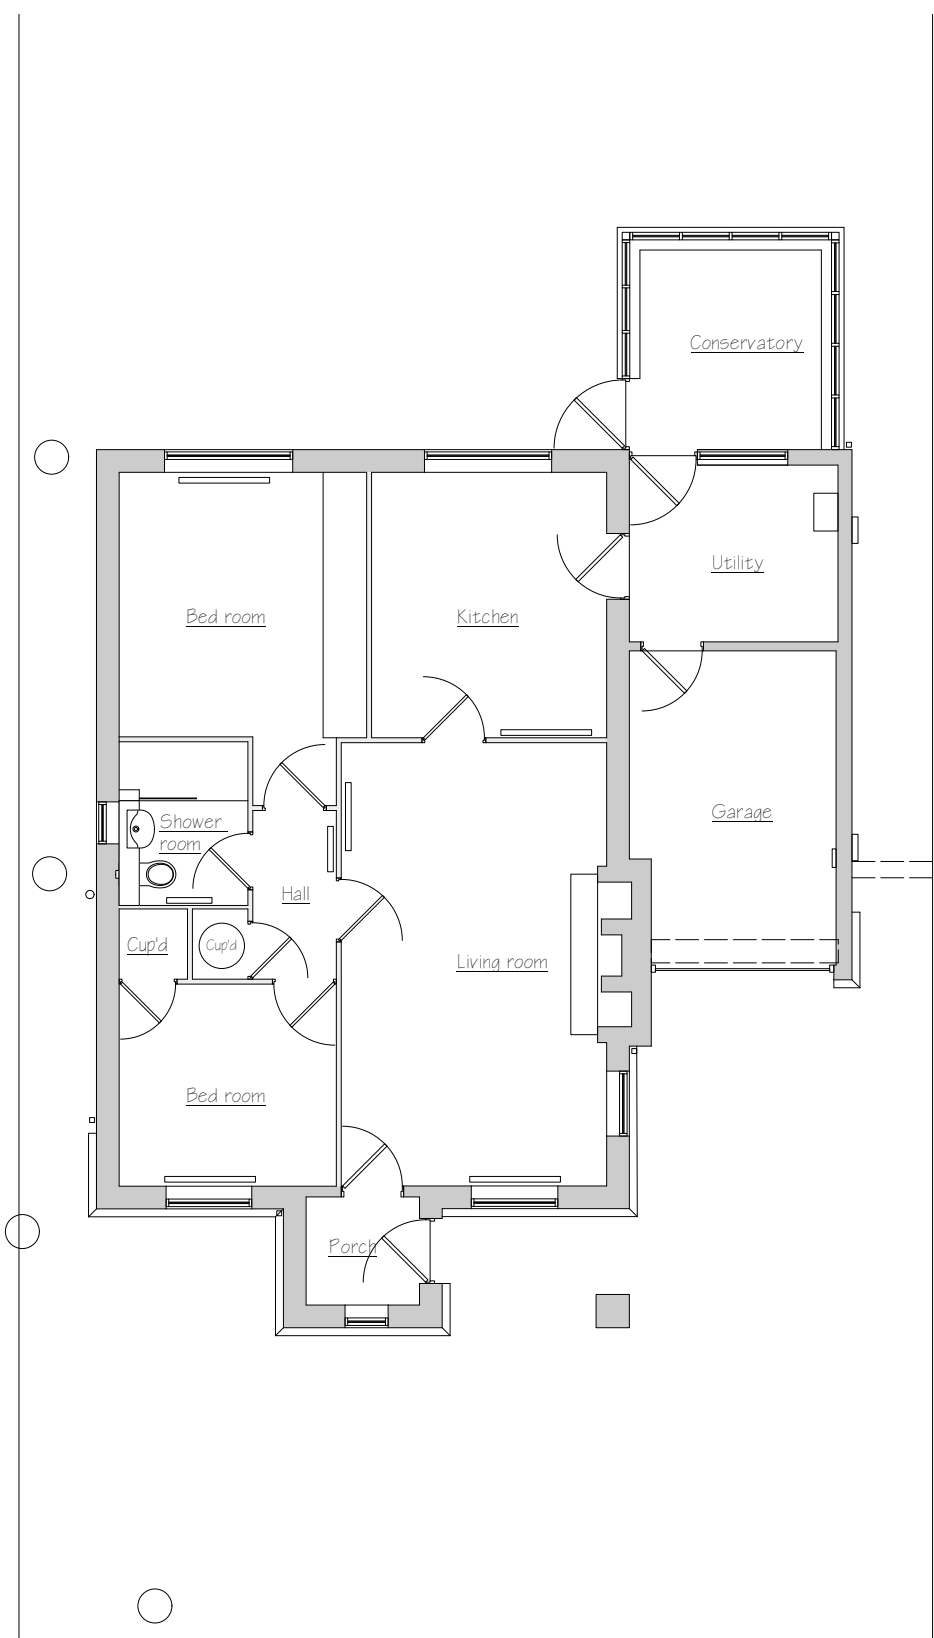 Conservatory
Utility
Bed room
Kitchen
Garage
Shower
room
Hall
Cup'd
Cup'd
Living room
Bed room
Porch